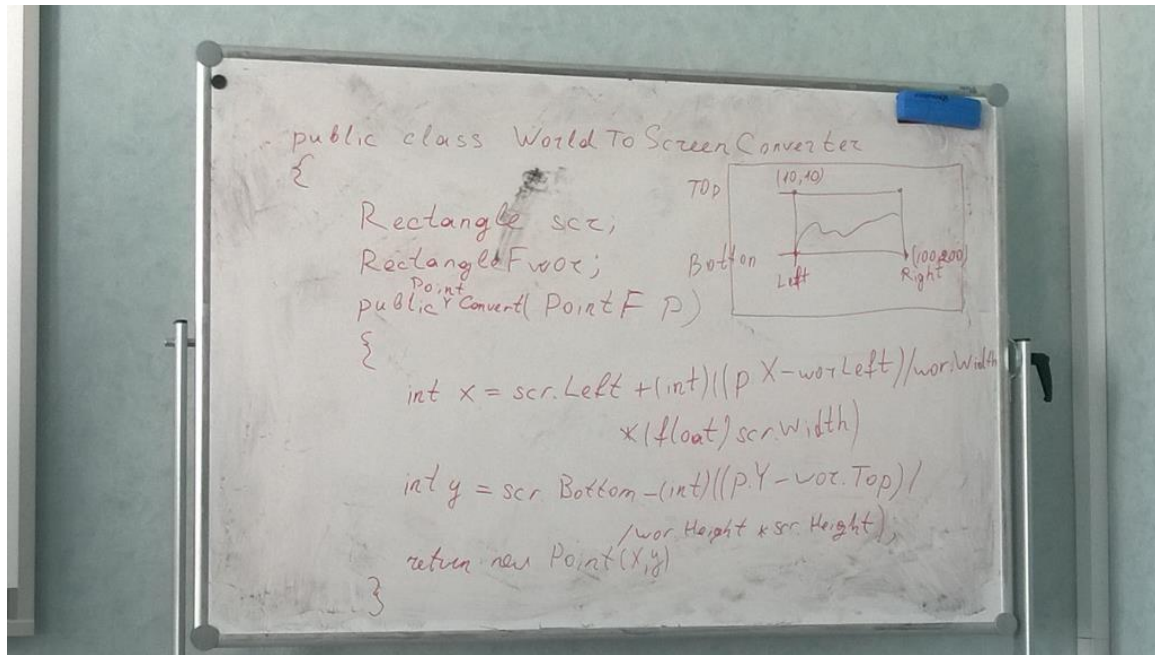 public class WorldToScreenConverter
{
Rectangle scr;
RectangleF wor;
public Point Convert( PointF p)
{
int x = scr.Left + (int)((p.X-wor.Left)/wor.Width
*(float)scr.Width)
int y = scr.Bottom-(int)((p.Y-wor.Top)/
/wor.Height * scr.Height);
return new Point(x,y)
}
TOp
(10,10)
Botton
Left
(100,200)
Right